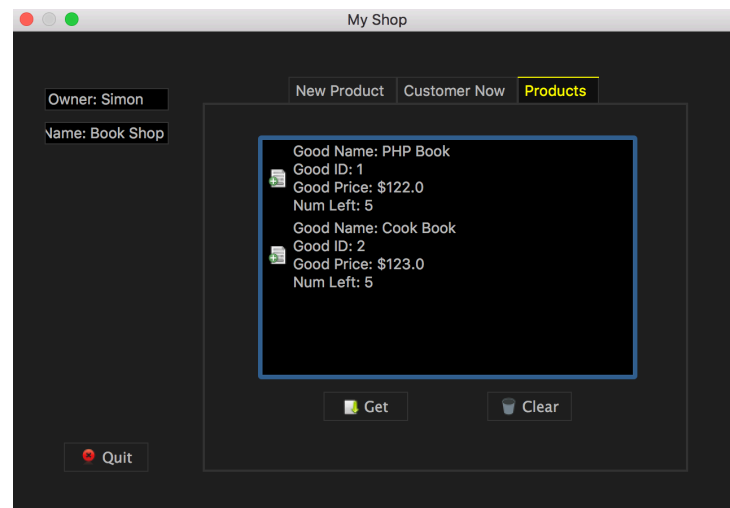 My Shop
Owner: Simon
Name: Book Shop
New Product Customer Now Products
Good Name: PHP Book
Good ID: 1
Good Price: $122.0
Num Left: 5
Good Name: Cook Book
Good ID: 2
Good Price: $123.0
Num Left: 5
Get Clear
Quit